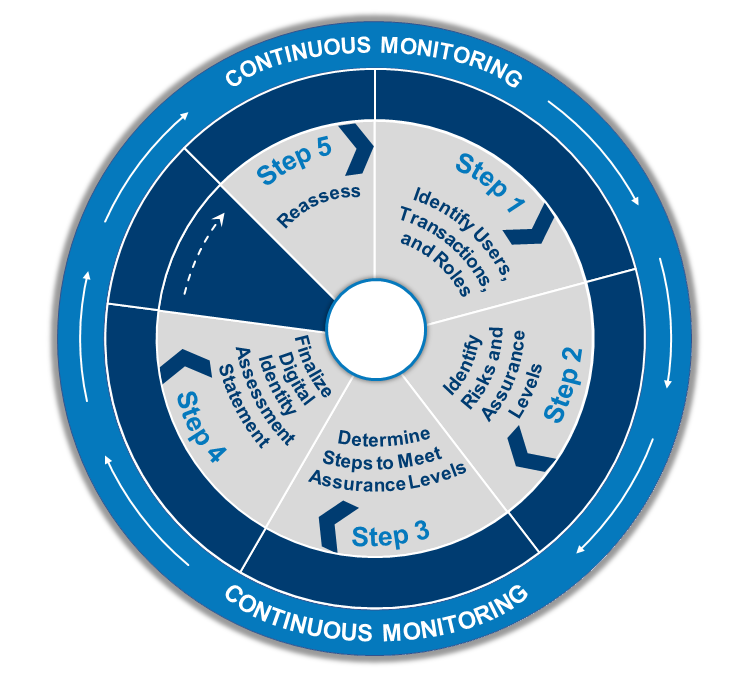 CONTINUOUS MONITORING
Step 1
Identify Users,
Transactions,
and Roles
Step 2
Identify
Risks and
Assurance
Levels
Step 3
Determine
Steps to Meet
Assurance Levels
Step 4
Finalize
Digital
Identity
Assessment
Statement
Step 5
Reassess
CONTINUOUS MONITORING